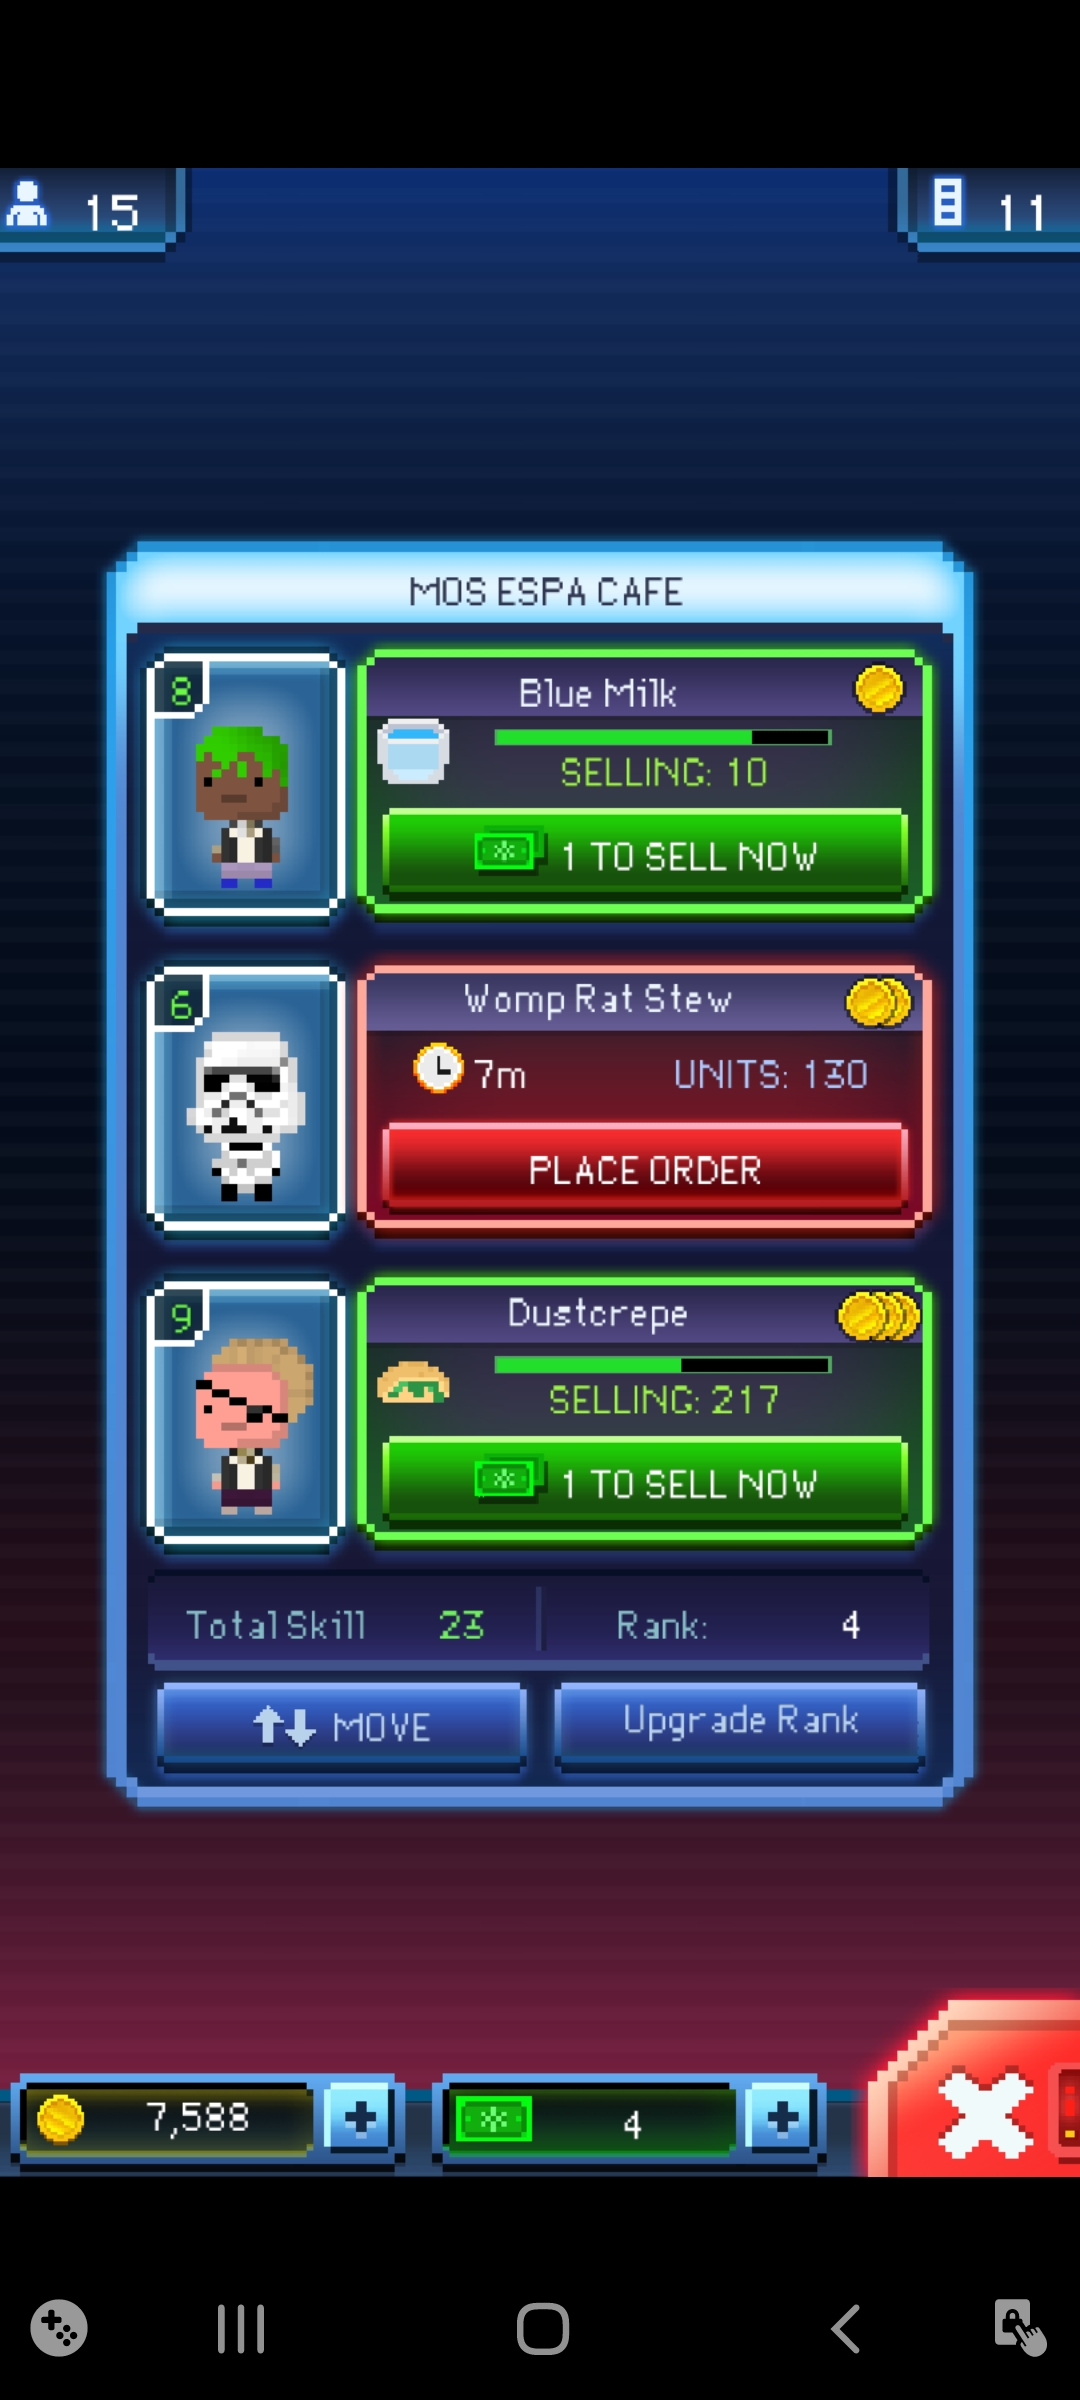 15
11
MOS ESPA CAFE
8
Blue Milk
SELLING: 10
1 TO SELL NOW
6
Womp Rat Stew
7m UNITS: 130
PLACE ORDER
9
Dustcrepe
SELLING: 217
1 TO SELL NOW
Total Skill 23 Rank: 4
MOVE Upgrade Rank
7,588 4